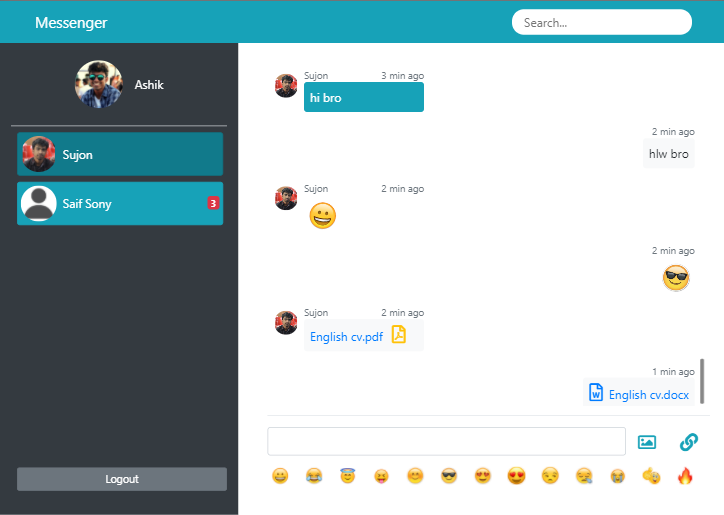 Messenger
Search...
Ashik
Sujon
Saif Sony 3
Logout
Sujon 3 min ago
hi bro
2 min ago
hlw bro
Sujon 2 min ago
2 min ago
Sujon 2 min ago
English cv.pdf
1 min ago
English cv.docx